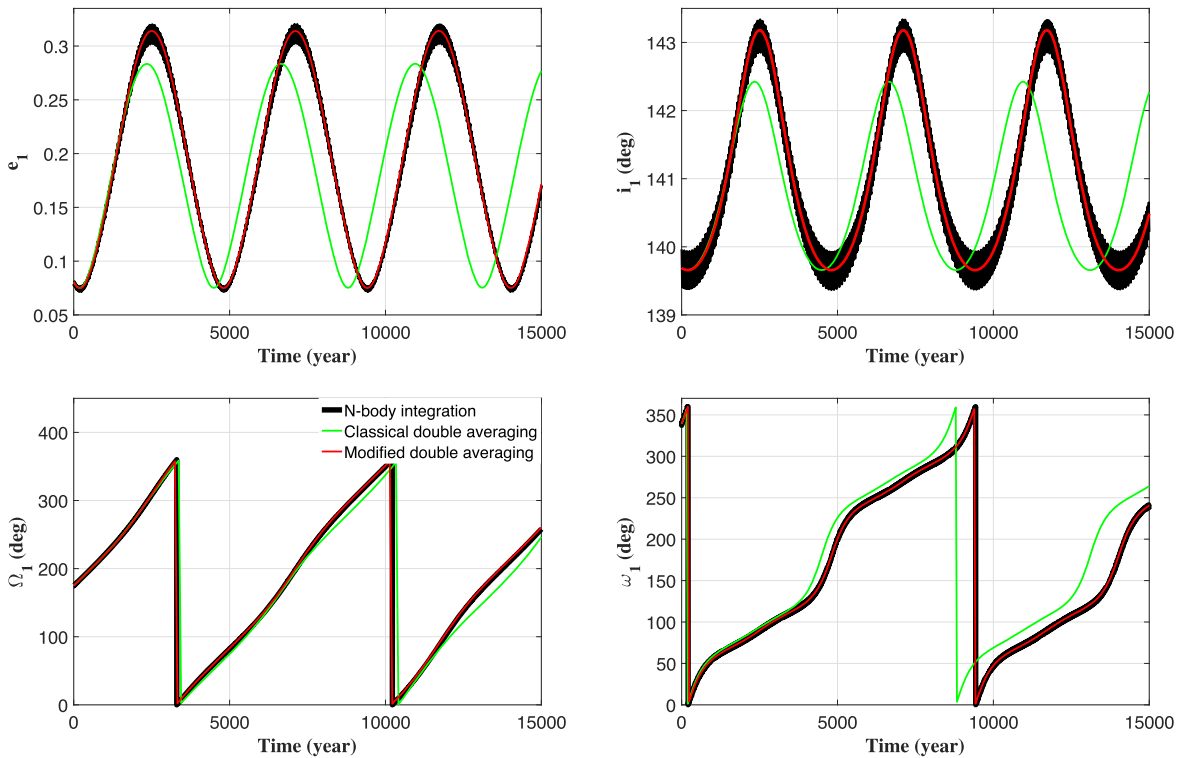 0.3
0.25
0.2
0.15
0.1
0.05
e1
0 5000 10000 15000
Time (year)
143
142
141
140
139
i1 (deg)
0 5000 10000 15000
Time (year)
400
300
200
100
0
Ω1 (deg)
N-body integration
Classical double averaging
Modified double averaging
0 5000 10000 15000
Time (year)
350
300
250
200
150
100
50
0
ω1 (deg)
0 5000 10000 15000
Time (year)